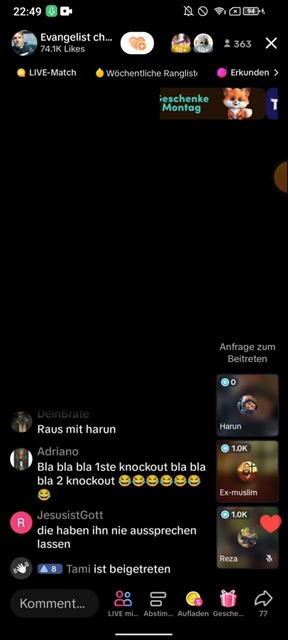 22:49
94
Evangelist ch...
74.1K Likes
10+
10+
363
LIVE-Match
Wöchentliche Rangliste
Erkunden
Geschenke
Montag
Anfrage zum
Beitreten
0
Harun
1.0K
Ex-muslim
1.0K
Reza
DeinBrate
Raus mit harun
Adriano
Bla bla bla 1ste knockout bla bla
bla 2 knockout 😂😂😂😂😂😂
😂
R
JesusistGott
die haben ihn nie aussprechen
lassen
8 Tami ist beigetreten
Komment...
LIVE mi...
Abstim...
Aufladen
Gesche...
77